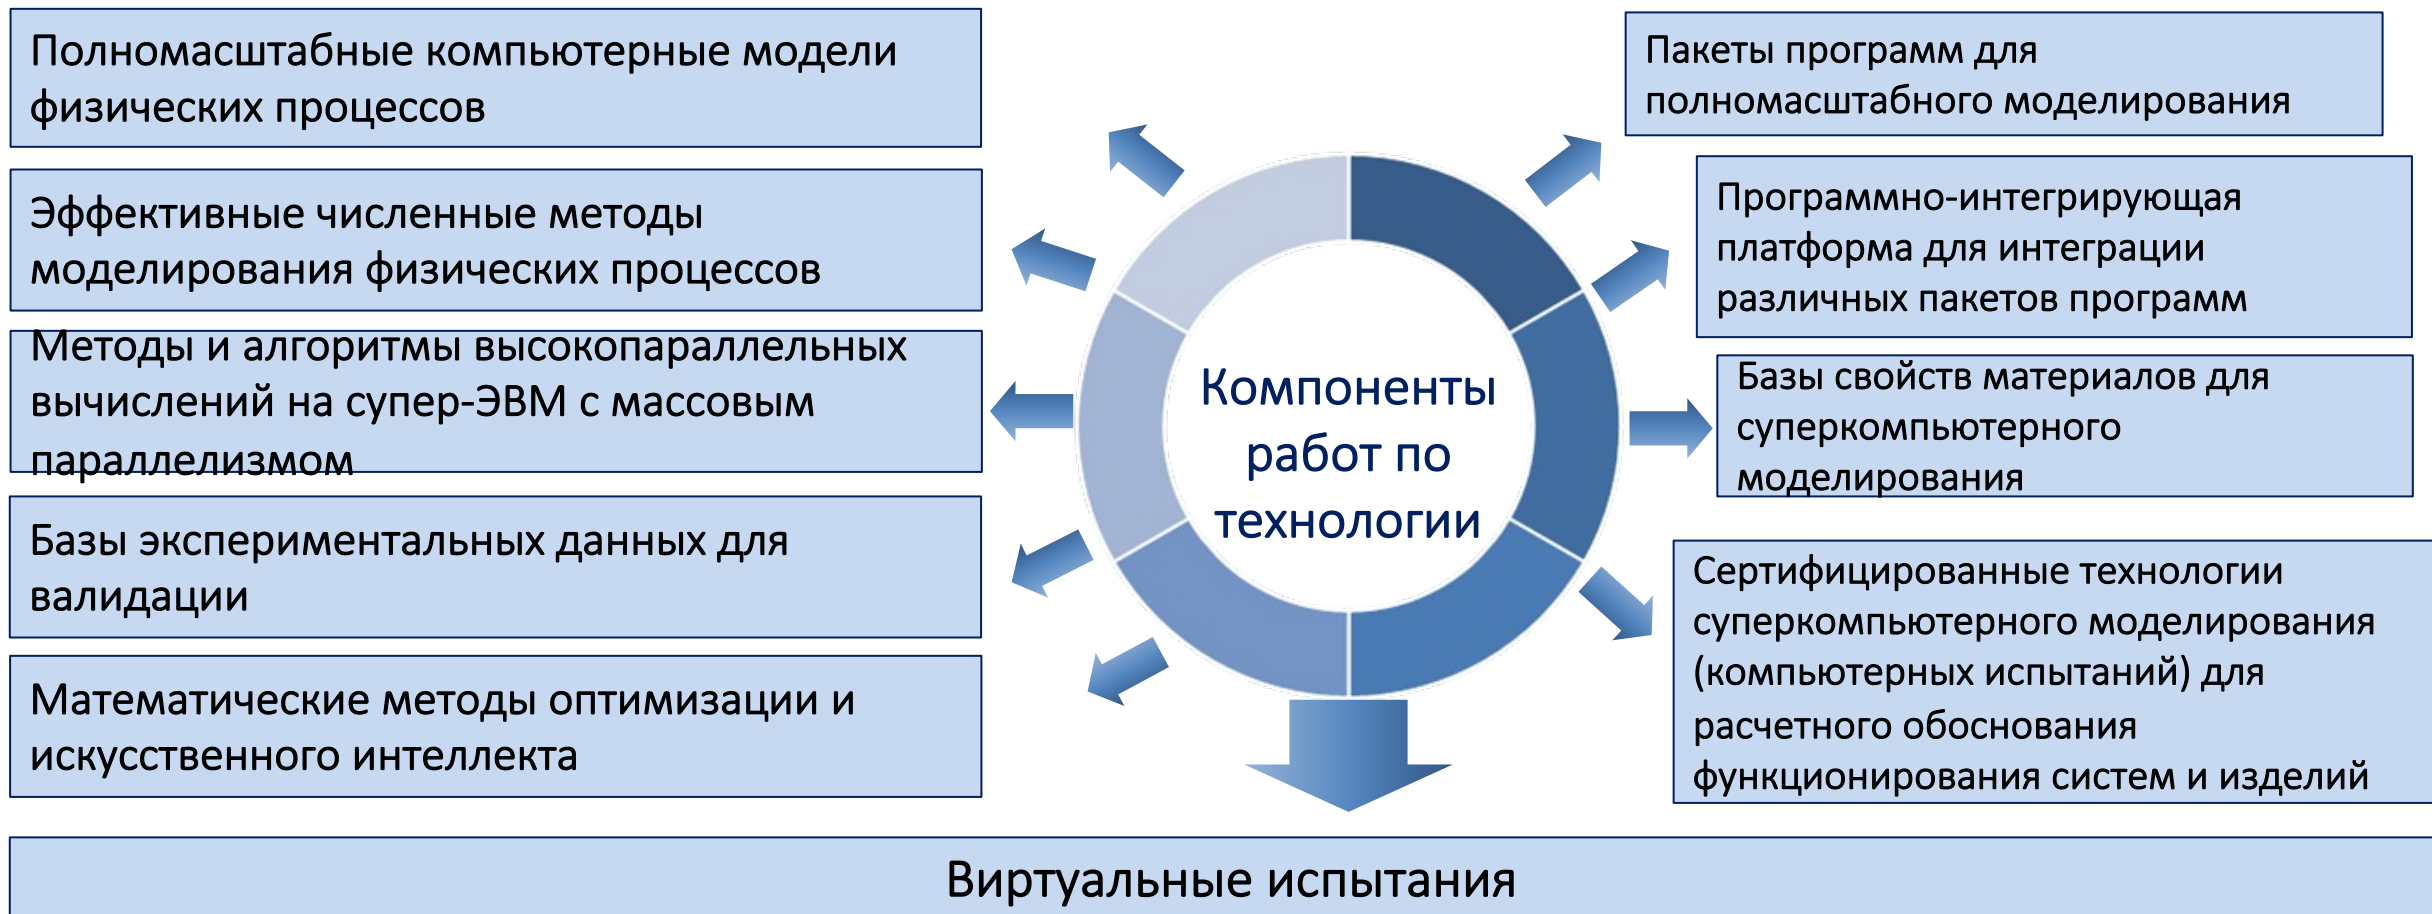 Полномасштабные компьютерные модели
физических процессов
Эффективные численные методы
моделирования физических процессов
Методы и алгоритмы высокопараллельных
вычислений на супер-ЭВМ с массовым
параллелизмом
Базы экспериментальных данных для
валидации
Математические методы оптимизации и
искусственного интеллекта
Компоненты
работ по
технологии
Пакеты программ для
полномасштабного моделирования
Программно-интегрирующая
платформа для интеграции
различных пакетов программ
Базы свойств материалов для
суперкомпьютерного
моделирования
Сертифицированные технологии
суперкомпьютерного моделирования
(компьютерных испытаний) для
расчетного обоснования
функционирования систем и изделий
Виртуальные испытания